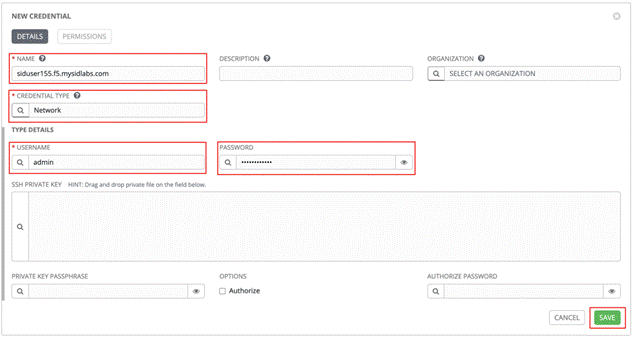 NEW CREDENTIAL
DETAILS
PERMISSIONS
* NAME
DESCRIPTION
ORGANIZATION
siduser155.f5.mysidlabs.com
SELECT AN ORGANIZATION
* CREDENTIAL TYPE
Network
TYPE DETAILS
* USERNAME
PASSWORD
admin
••••••••••••
SSH PRIVATE KEY HINT: Drag and drop private file on the field below.
PRIVATE KEY PASSPHRASE
OPTIONS
AUTHORIZE PASSWORD
Authorize
CANCEL
SAVE